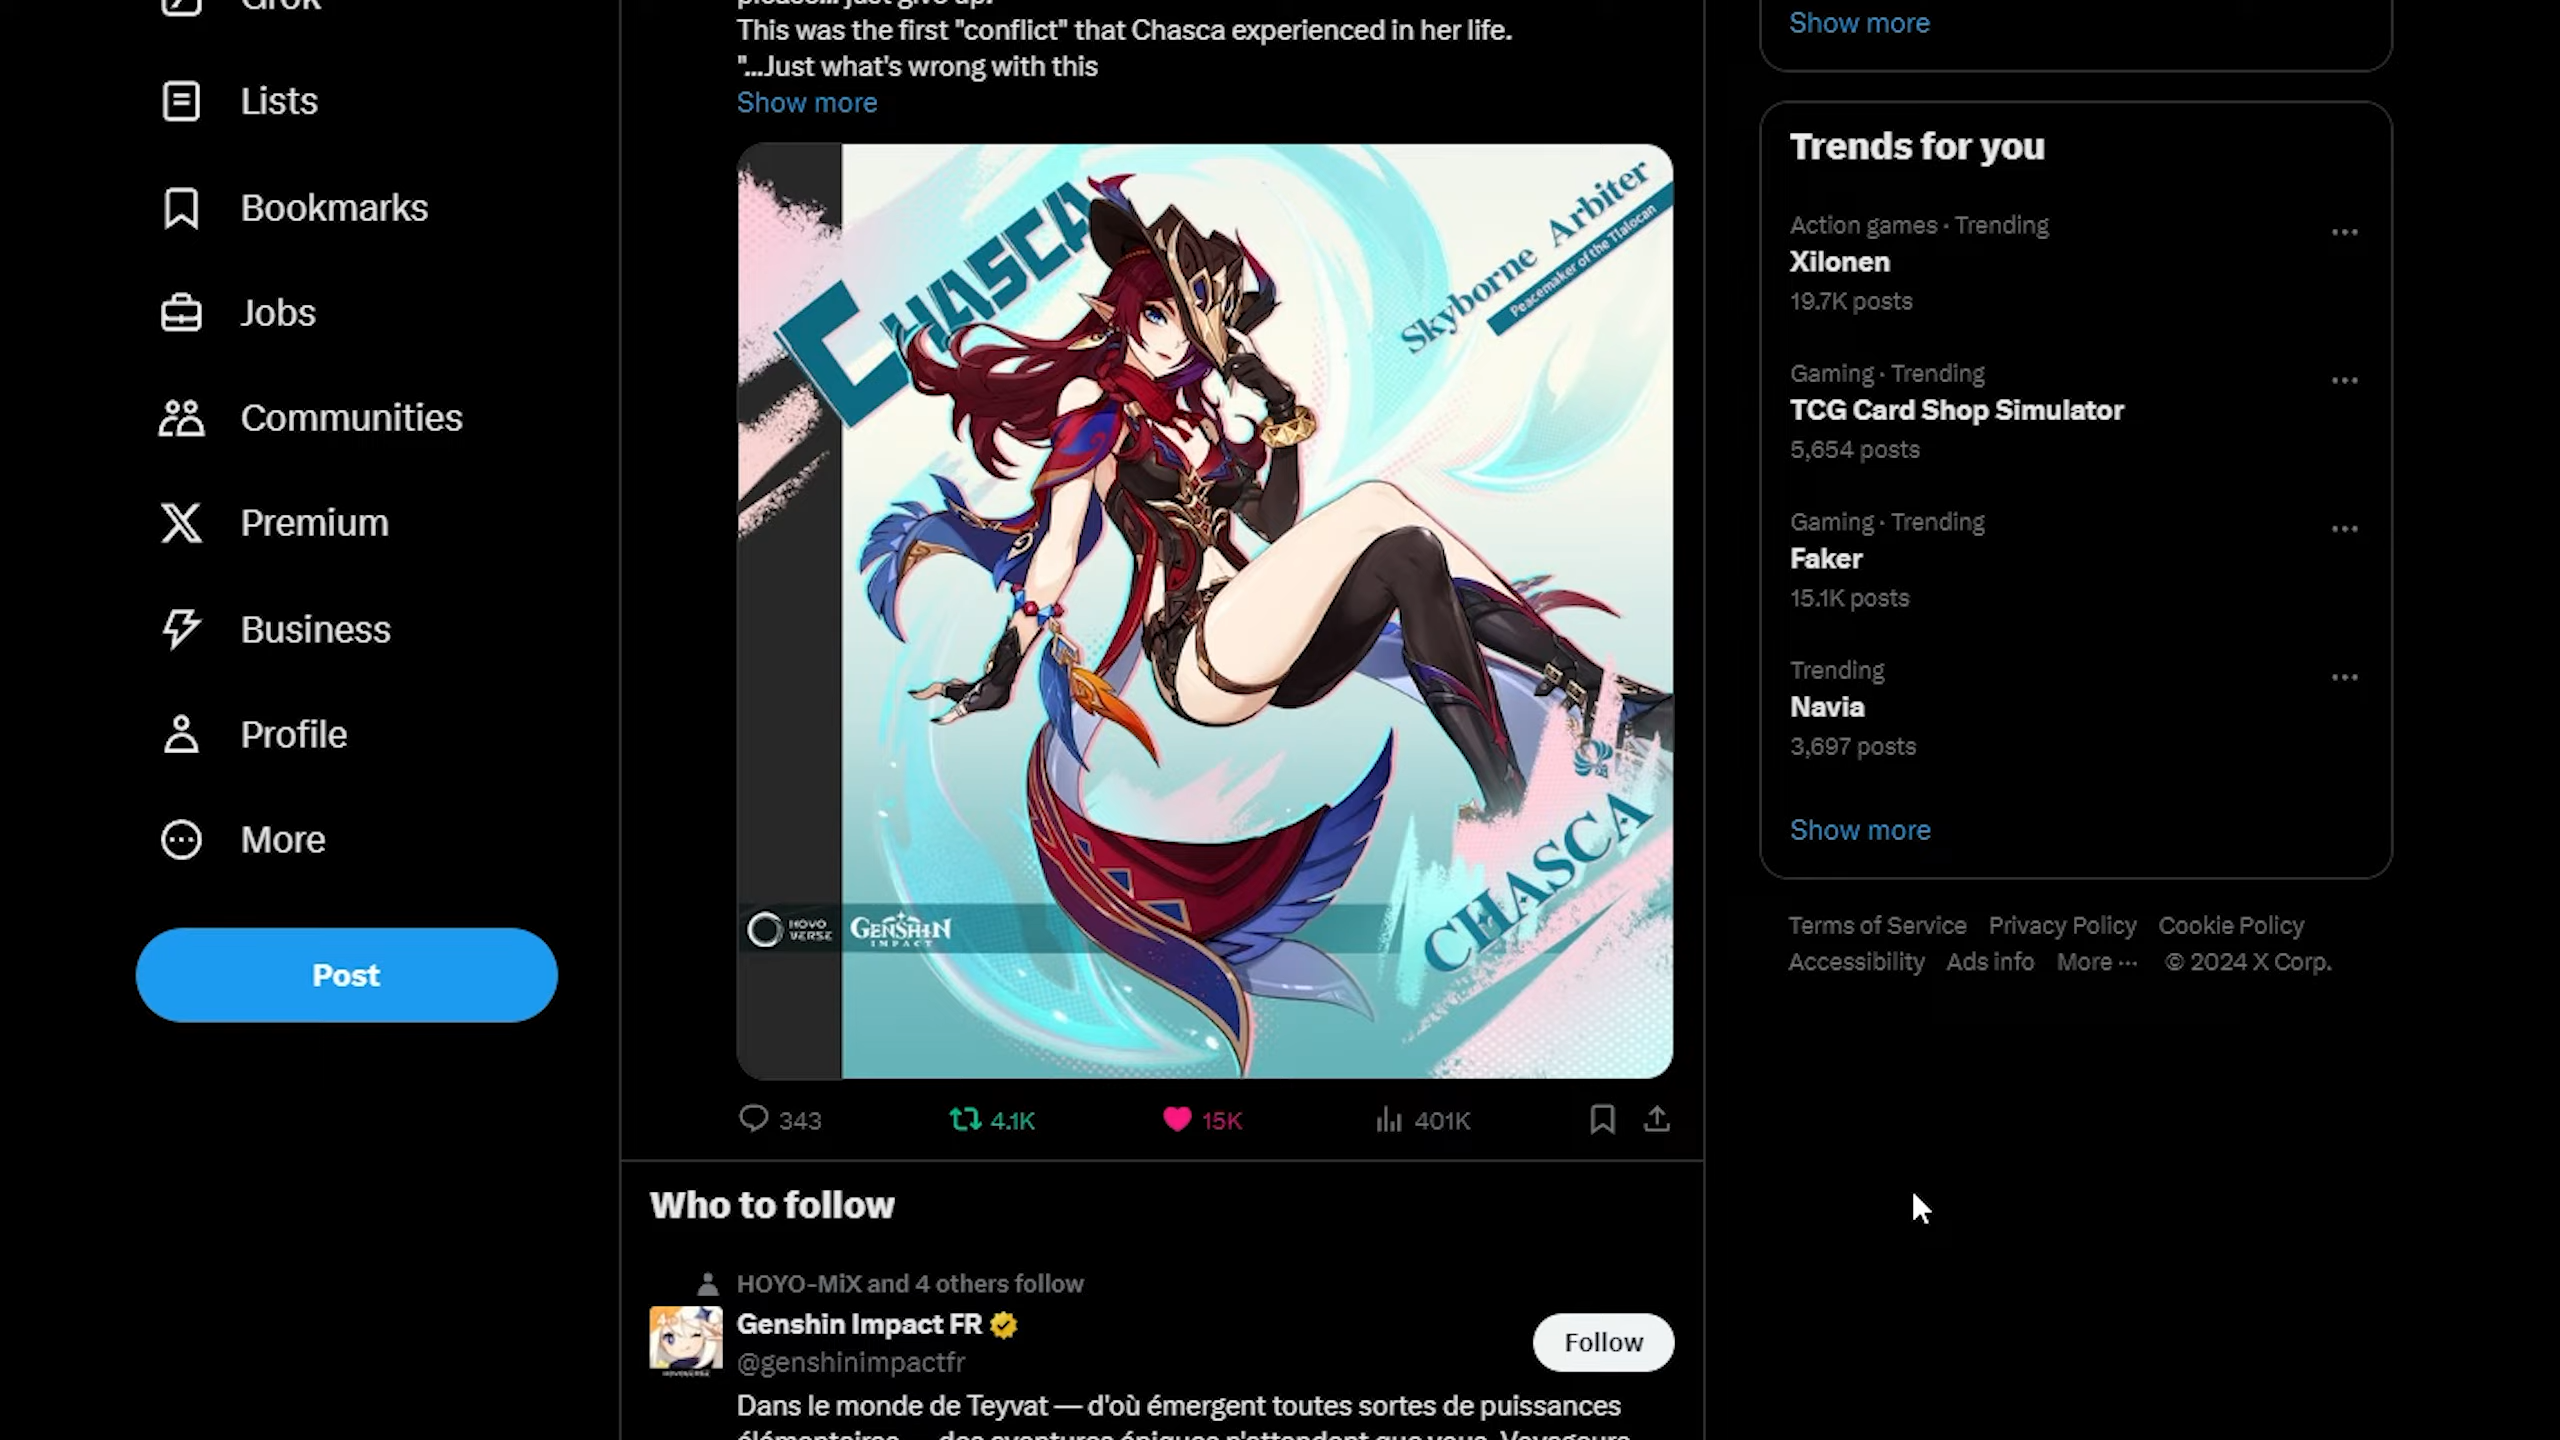 Lists
Bookmarks
Jobs
Communities
Premium
Business
Profile
More
Post
This was the first "conflict" that Chasca experienced in her life.
"...Just what's wrong with this
Show more
CHASCA
Skyborne Arbiter
Peacemaker of the Tlalocan
CHASCA
HOYO
VERSE
GENSHIN
IMPACT
343
4.1K
15K
401K
Who to follow
HOYO-MiX and 4 others follow
Genshin Impact FR
@genshinimpactfr
Follow
Dans le monde de Teyvat — d'où émergent toutes sortes de puissances
Show more
Trends for you
Action games · Trending
Xilonen
19.7K posts
Gaming · Trending
TCG Card Shop Simulator
5,654 posts
Gaming · Trending
Faker
15.1K posts
Trending
Navia
3,697 posts
Show more
Terms of Service Privacy Policy Cookie Policy
Accessibility Ads info More ··· © 2024 X Corp.